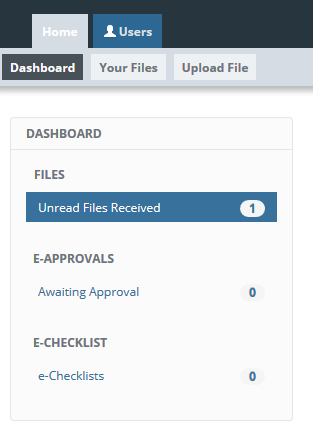 Home Users
Dashboard Your Files Upload File
DASHBOARD
FILES
Unread Files Received 1
E-APPROVALS
Awaiting Approval 0
E-CHECKLIST
e-Checklists 0